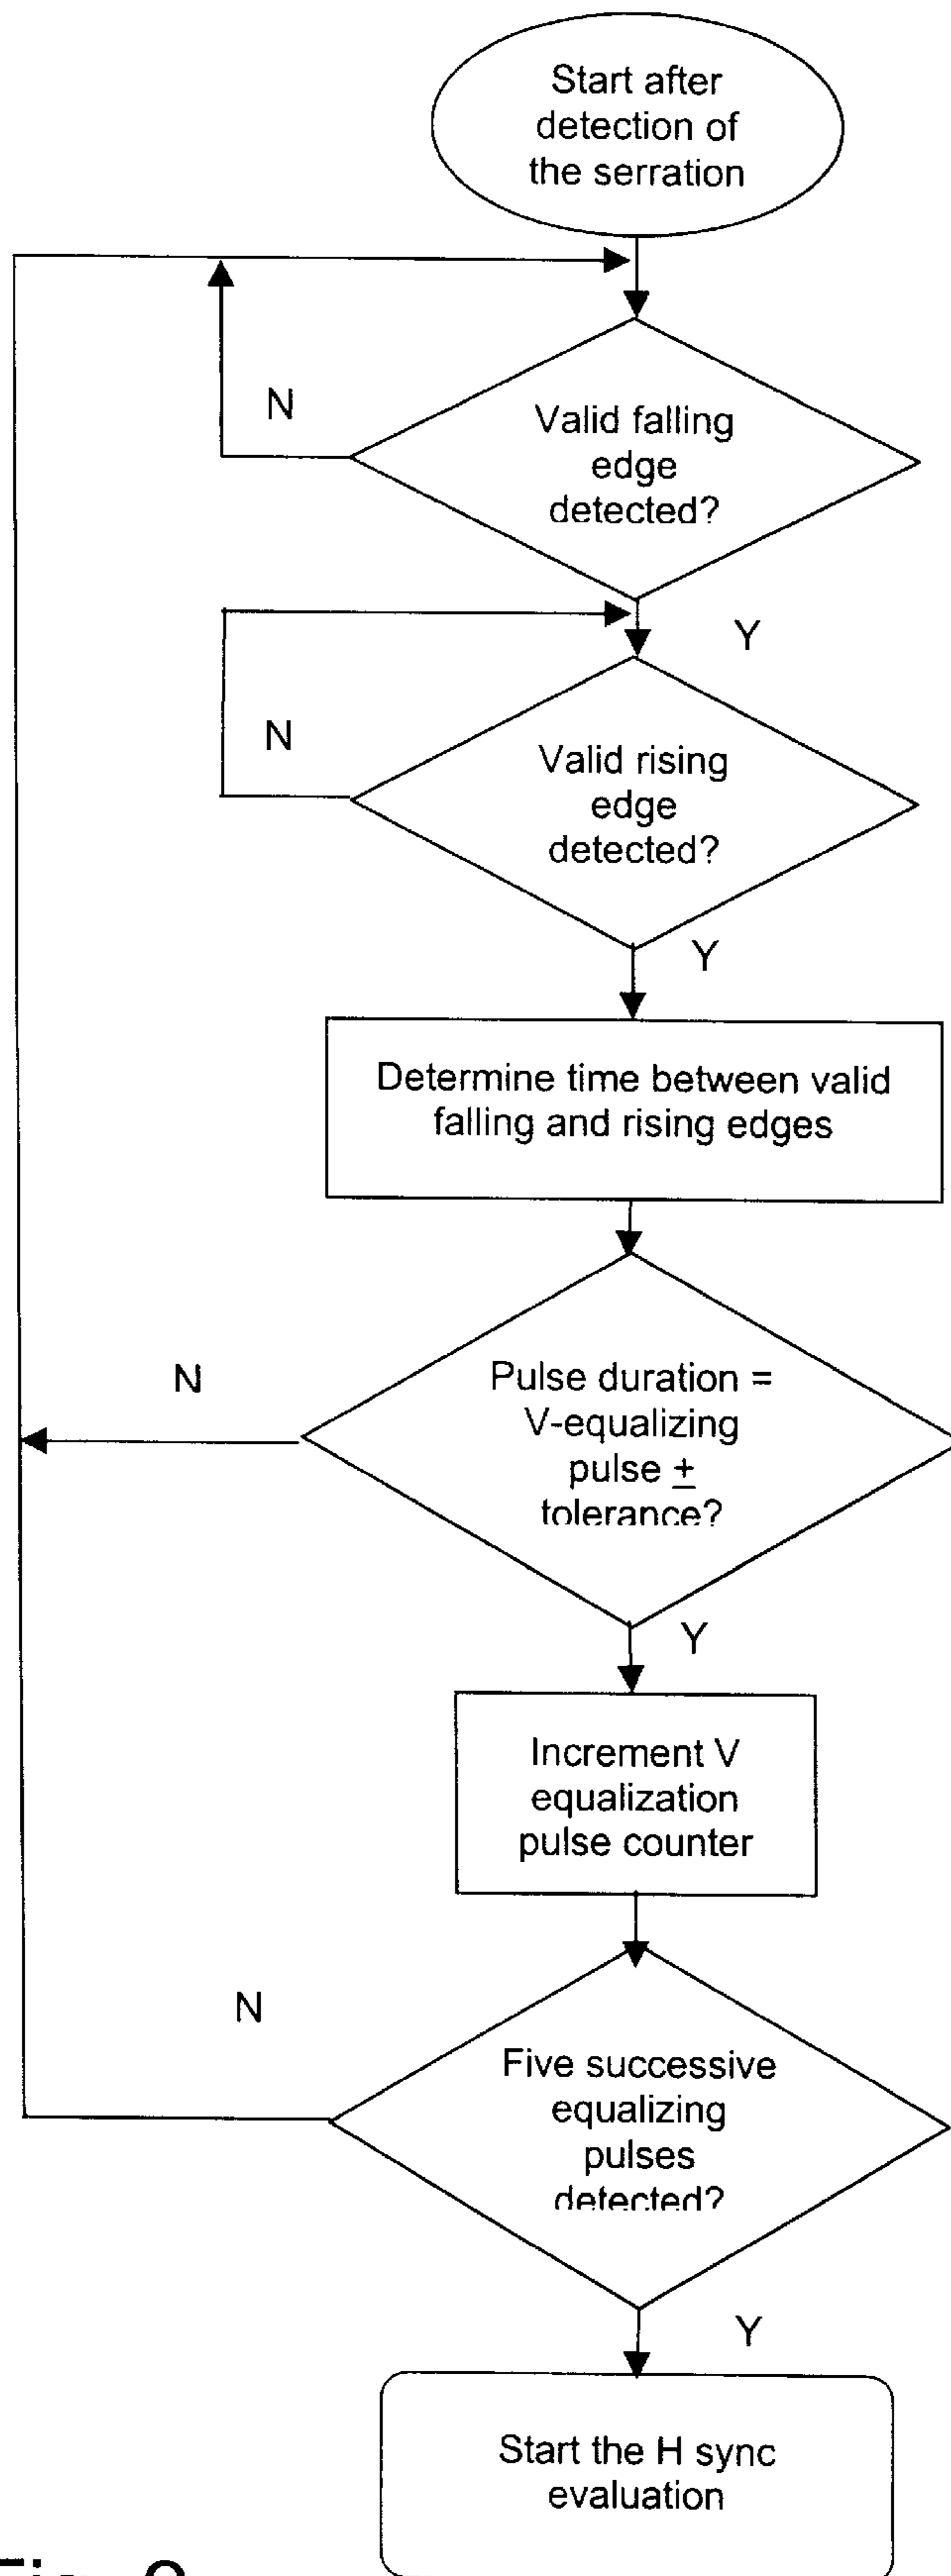 Start after
detection of
the serration
N
Valid falling
edge
detected?
Y
N
Valid rising
edge
detected?
Y
Determine time between valid
falling and rising edges
N
Pulse duration =
V-equalizing
pulse ±
tolerance?
Y
Increment V
equalization
pulse counter
N
Five successive
equalizing
pulses
detected?
Y
Start the H sync
evaluation